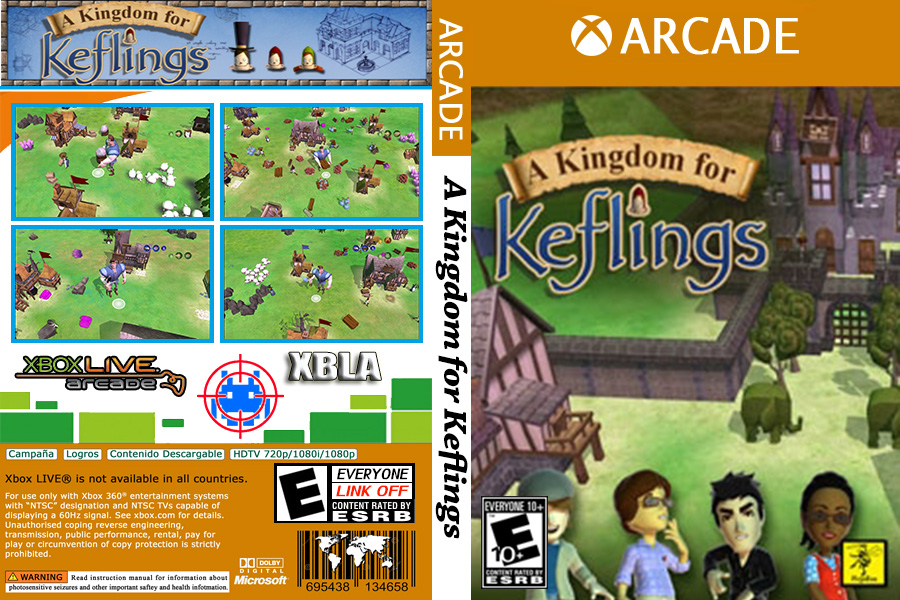 A Kingdom for
Keflings
XBOX LIVE
arcade
XBLA
Campaña
Logros
Contenido Descargable
HDTV 720p/1080i/1080p
Xbox LIVE® is not available in all countries.
For use only with Xbox 360® entertainment systems
with "NTSC" designation and NTSC TVs capable of
displaying a 60Hz signal. See xbox.com for details.
Unauthorised coping reverse engineering,
transmission, public performance, rental, pay for
play or circumvention of copy protection is strictly
prohibited.
WARNING Read instruction manual for information about
photosensitive seizures and other important saftey and health information.
E
EVERYONE
LINK OFF
CONTENT RATED BY
ESRB
DOLBY
DIGITAL
Microsoft
695438 134658
ARCADE
A Kingdom for Keflings
ARCADE
A Kingdom for
Keflings
EVERYONE 10+
E
10+
CONTENT RATED BY
ESRB